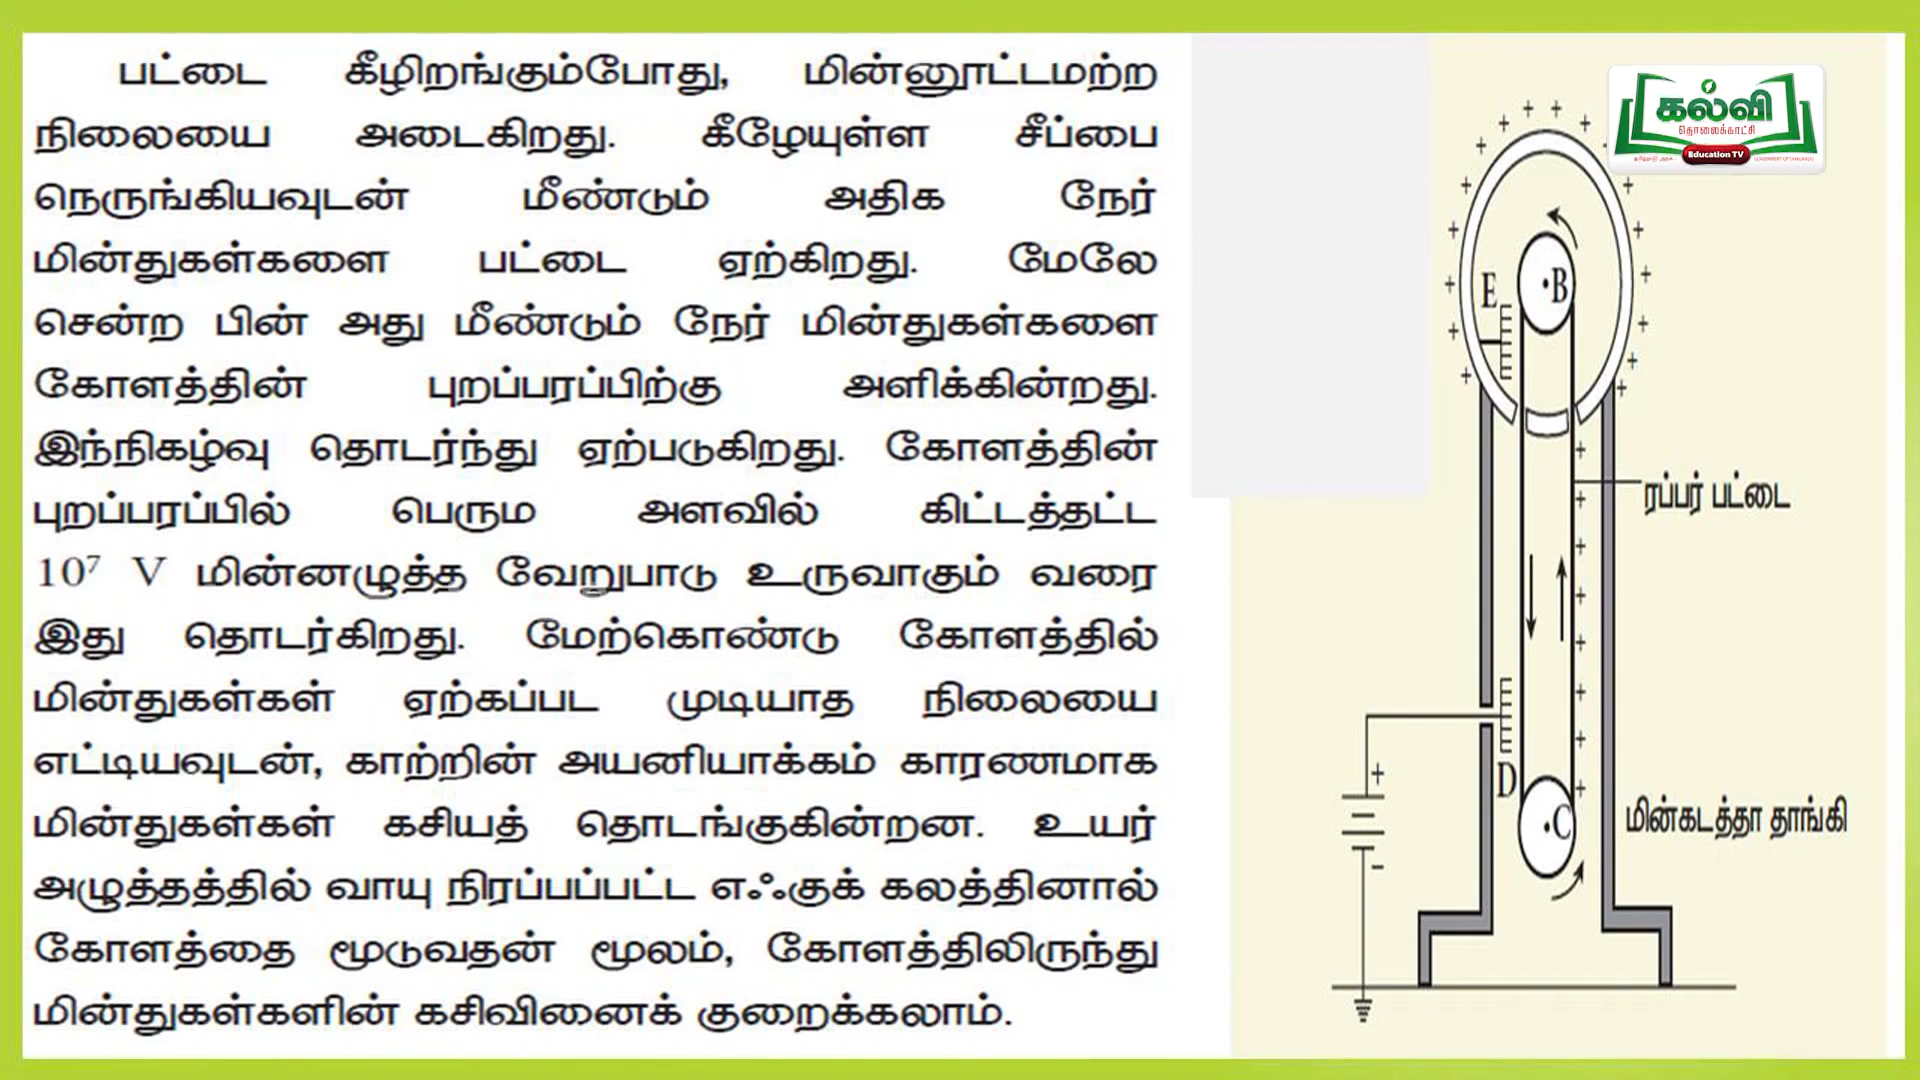 பட்டை கீழிறங்கும்போது, மின்னூட்டமற்ற
நிலையை அடைகிறது. கீழேயுள்ள சீப்பை
நெருங்கியவுடன் மீண்டும் அதிக நேர்
மின்துகள்களை பட்டை ஏற்கிறது. மேலே
சென்ற பின் அது மீண்டும் நேர் மின்துகள்களை
கோளத்தின் புறப்பரப்பிற்கு அளிக்கின்றது.
இந்நிகழ்வு தொடர்ந்து ஏற்படுகிறது. கோளத்தின்
புறப்பரப்பில் பெரும அளவில் கிட்டத்தட்ட
10⁷ V மின்னழுத்த வேறுபாடு உருவாகும் வரை
இது தொடர்கிறது. மேற்கொண்டு கோளத்தில்
மின்துகள்கள் ஏற்கப்பட முடியாத நிலையை
எட்டியவுடன், காற்றின் அயனியாக்கம் காரணமாக
மின்துகள்கள் கசியத் தொடங்குகின்றன. உயர்
அழுத்தத்தில் வாயு நிரப்பப்பட்ட எஃகுக் கலத்தினால்
கோளத்தை மூடுவதன் மூலம், கோளத்திலிருந்து
மின்துகள்களின் கசிவினைக் குறைக்கலாம்.
கல்வி
தொலைக்காட்சி
Education TV
B
E
ரப்பர் பட்டை
D
C
மின்கடத்தா தாங்கி